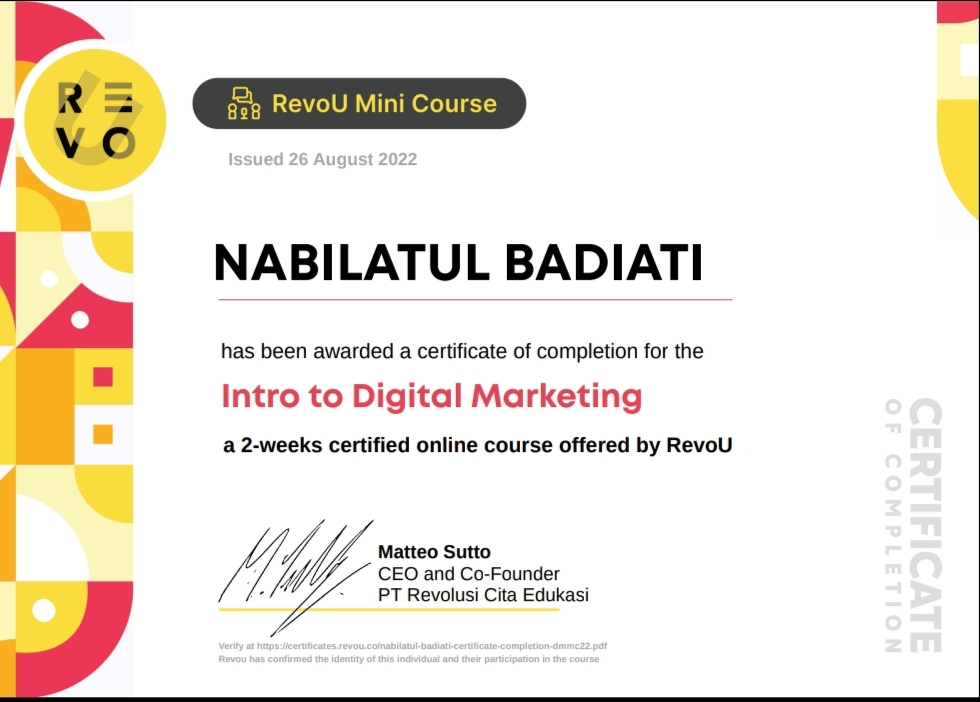 RE
VO
RevoU Mini Course
Issued 26 August 2022
NABILATUL BADIATI
has been awarded a certificate of completion for the
Intro to Digital Marketing
a 2-weeks certified online course offered by RevoU
Matteo Sutto
CEO and Co-Founder
PT Revolusi Cita Edukasi
Verify at https://certificates.revou.co/nabilatul-badiati-certificate-completion-dmmc22.pdf
Revou has confirmed the identity of this individual and their participation in the course
CERTIFICATE
OF COMPLETION